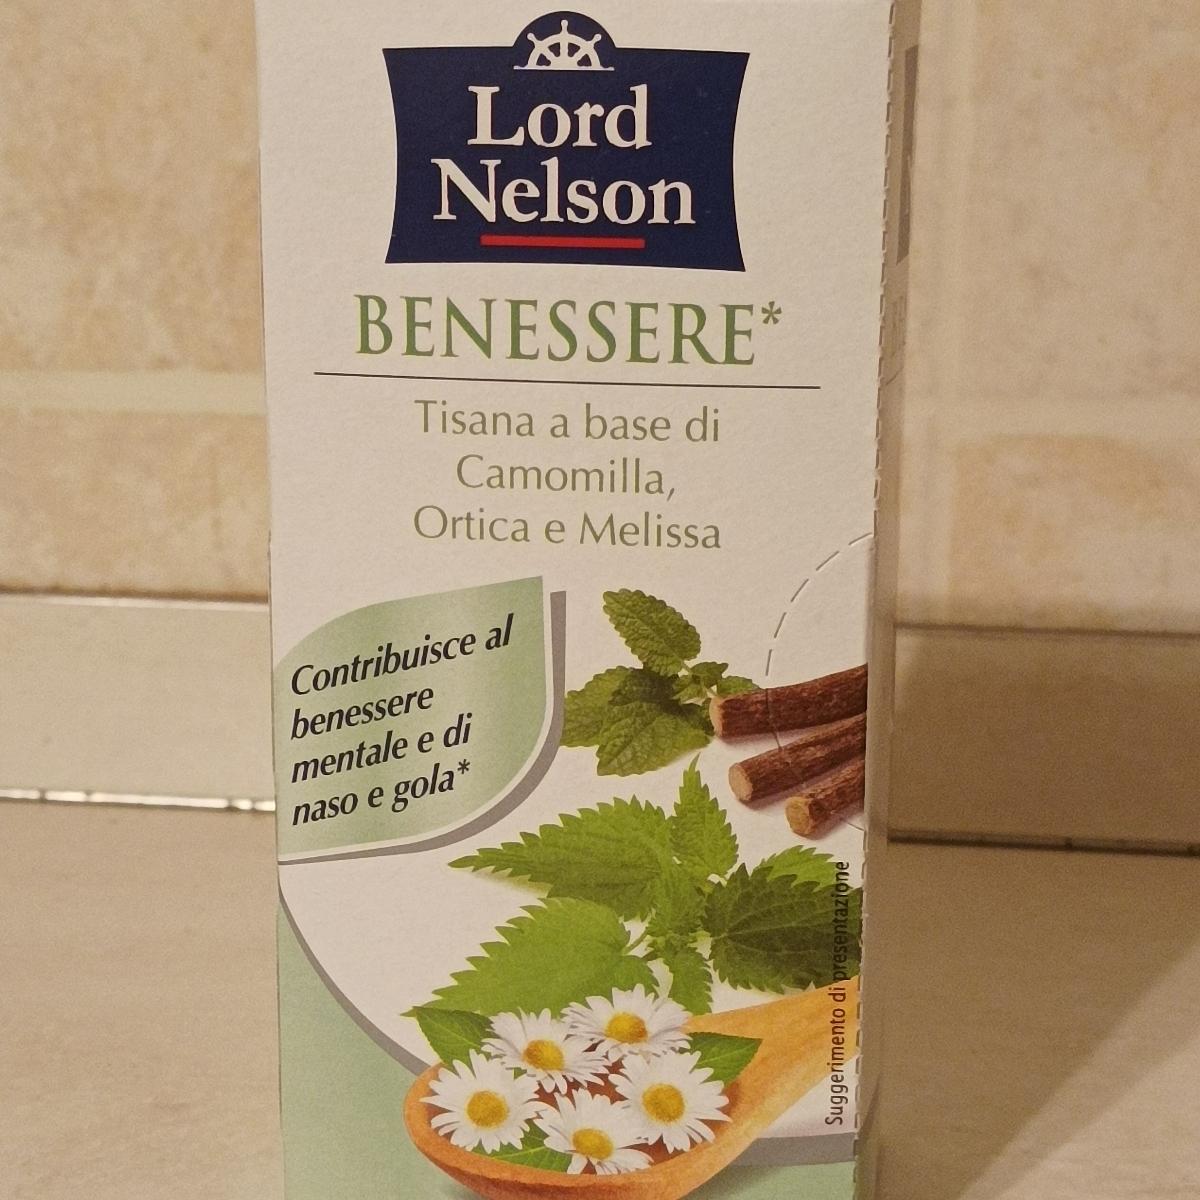 Lord
Nelson
BENESSERE*
Tisana a base di
Camomilla,
Ortica e Melissa
Contribuisce al
benessere
mentale e di
naso e gola*
Suggerimento di presentazione